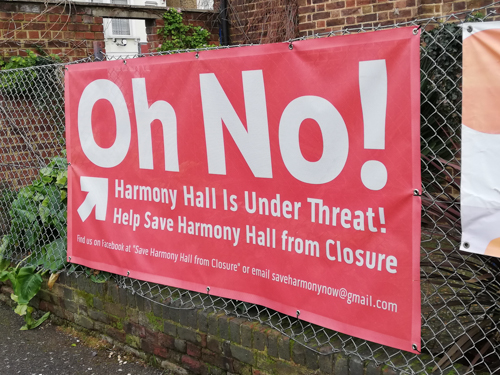 Oh No!
Harmony Hall Is Under Threat!
Help Save Harmony Hall from Closure
Find us on Facebook at "Save Harmony Hall from Closure" or email saveharmonynow@gmail.com